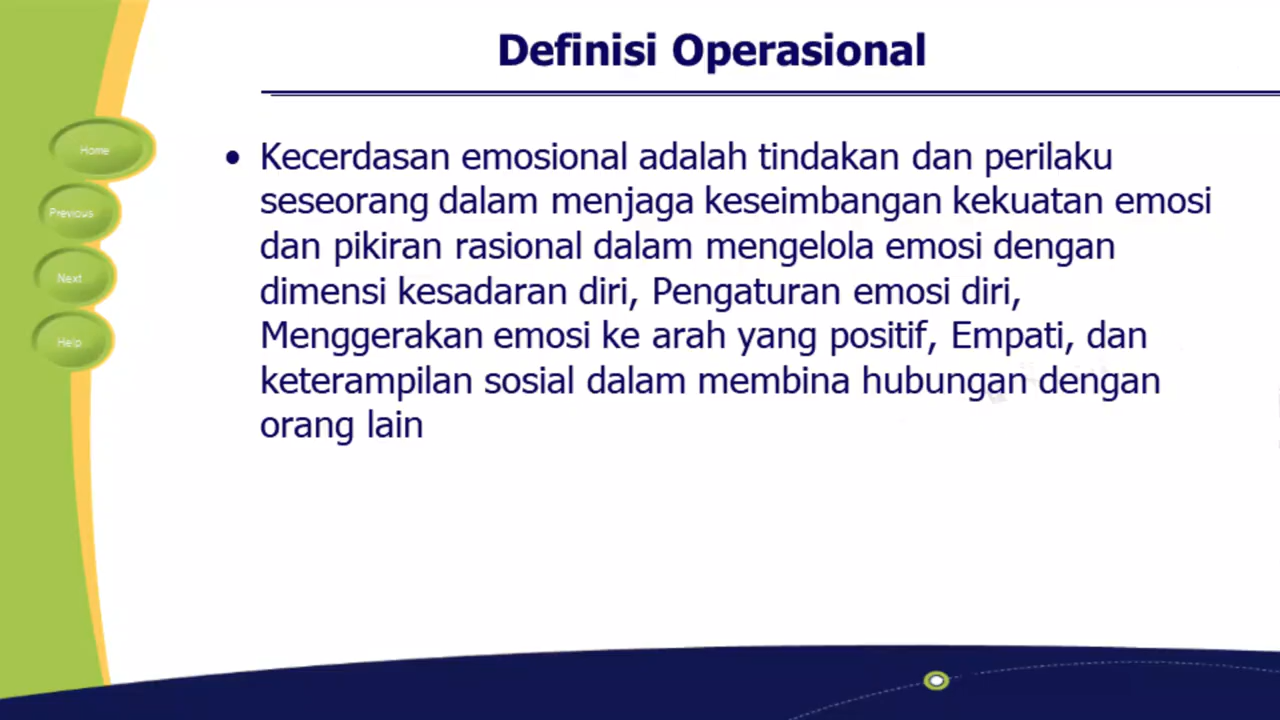 Definisi Operasional
Home
Previous
Next
Help
• Kecerdasan emosional adalah tindakan dan perilaku
seseorang dalam menjaga keseimbangan kekuatan emosi
dan pikiran rasional dalam mengelola emosi dengan
dimensi kesadaran diri, Pengaturan emosi diri,
Menggerakan emosi ke arah yang positif, Empati, dan
keterampilan sosial dalam membina hubungan dengan
orang lain